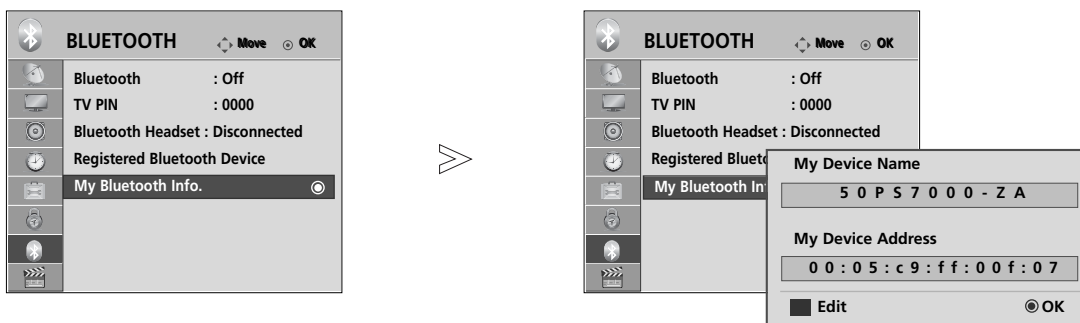 BLUETOOTH Move OK
Bluetooth : Off
TV PIN : 0000
Bluetooth Headset : Disconnected
Registered Bluetooth Device
My Bluetooth Info.
BLUETOOTH Move OK
Bluetooth : Off
TV PIN : 0000
Bluetooth Headset : Disconnected
Registered Blueto
My Bluetooth In
My Device Name
50PS7000-ZA
My Device Address
00:05:c9:ff:00f:07
Edit OK